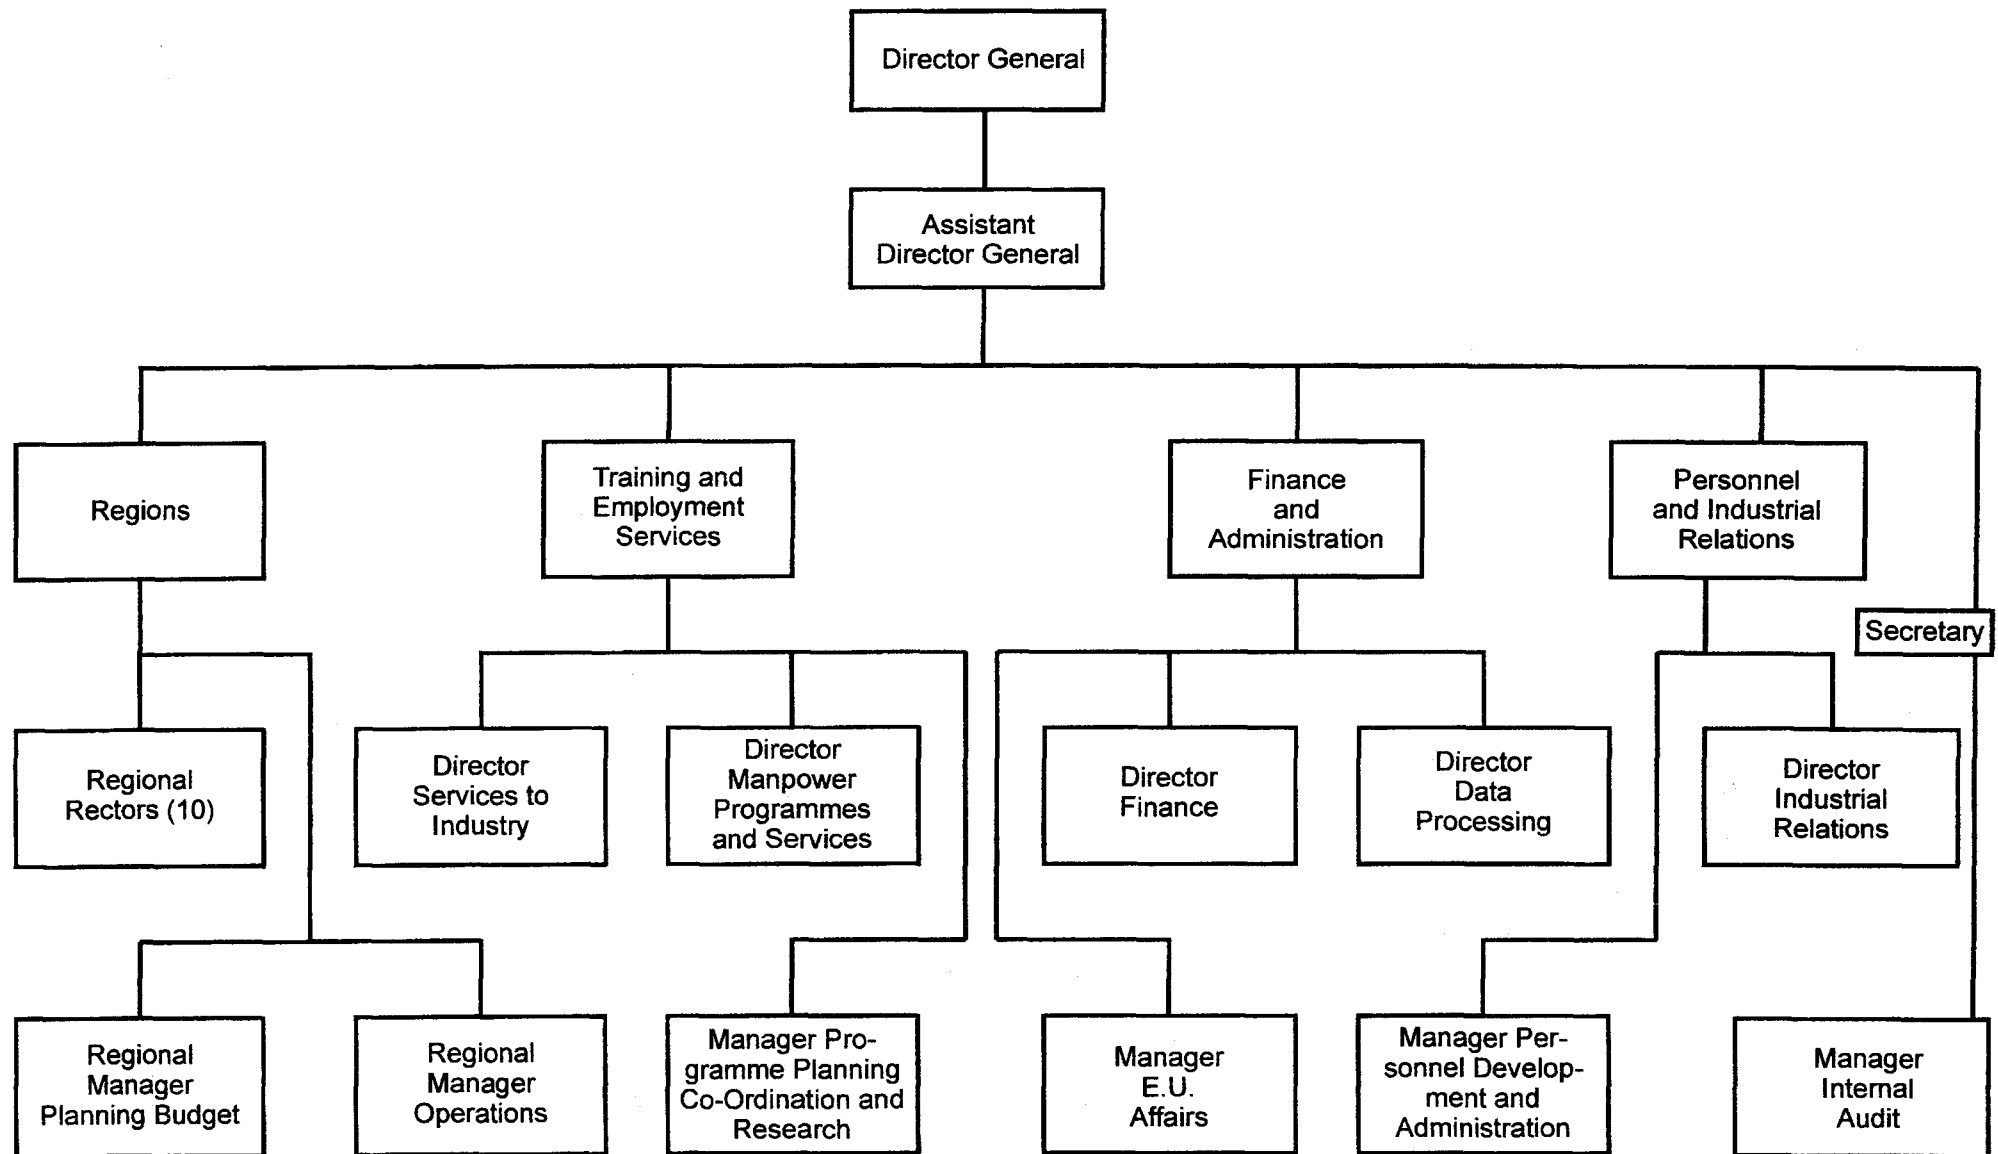 Director General
Assistant
Director General
Regions
Training and
Employment
Services
Finance
and
Administration
Personnel
and Industrial
Relations
Secretary
Regional
Rectors (10)
Director
Services to
Industry
Director
Manpower
Programmes
and Services
Director
Finance
Director
Data
Processing
Director
Industrial
Relations
Regional
Manager
Planning Budget
Regional
Manager
Operations
Manager Pro-
gramme Planning
Co-Ordination and
Research
Manager
E.U.
Affairs
Manager Per-
sonnel Develop-
ment and
Administration
Manager
Internal
Audit